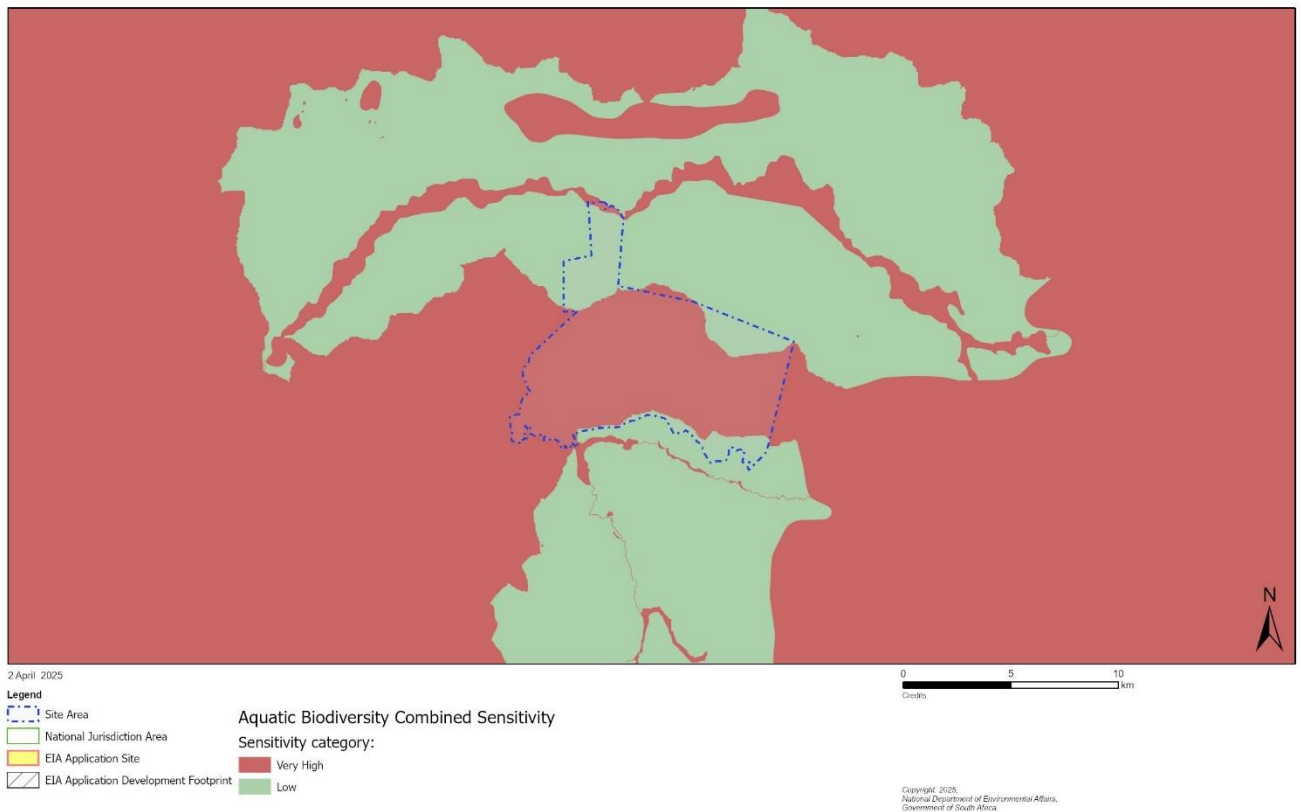 N
2 April 2025
0 5 10
km
Credits
Legend
Site Area
National Jurisdiction Area
EIA Application Site
EIA Application Development Footprint
Aquatic Biodiversity Combined Sensitivity
Sensitivity category:
Very High
Low
Copyright: 2025,
National Department of Environmental Affairs,
Government of South Africa.